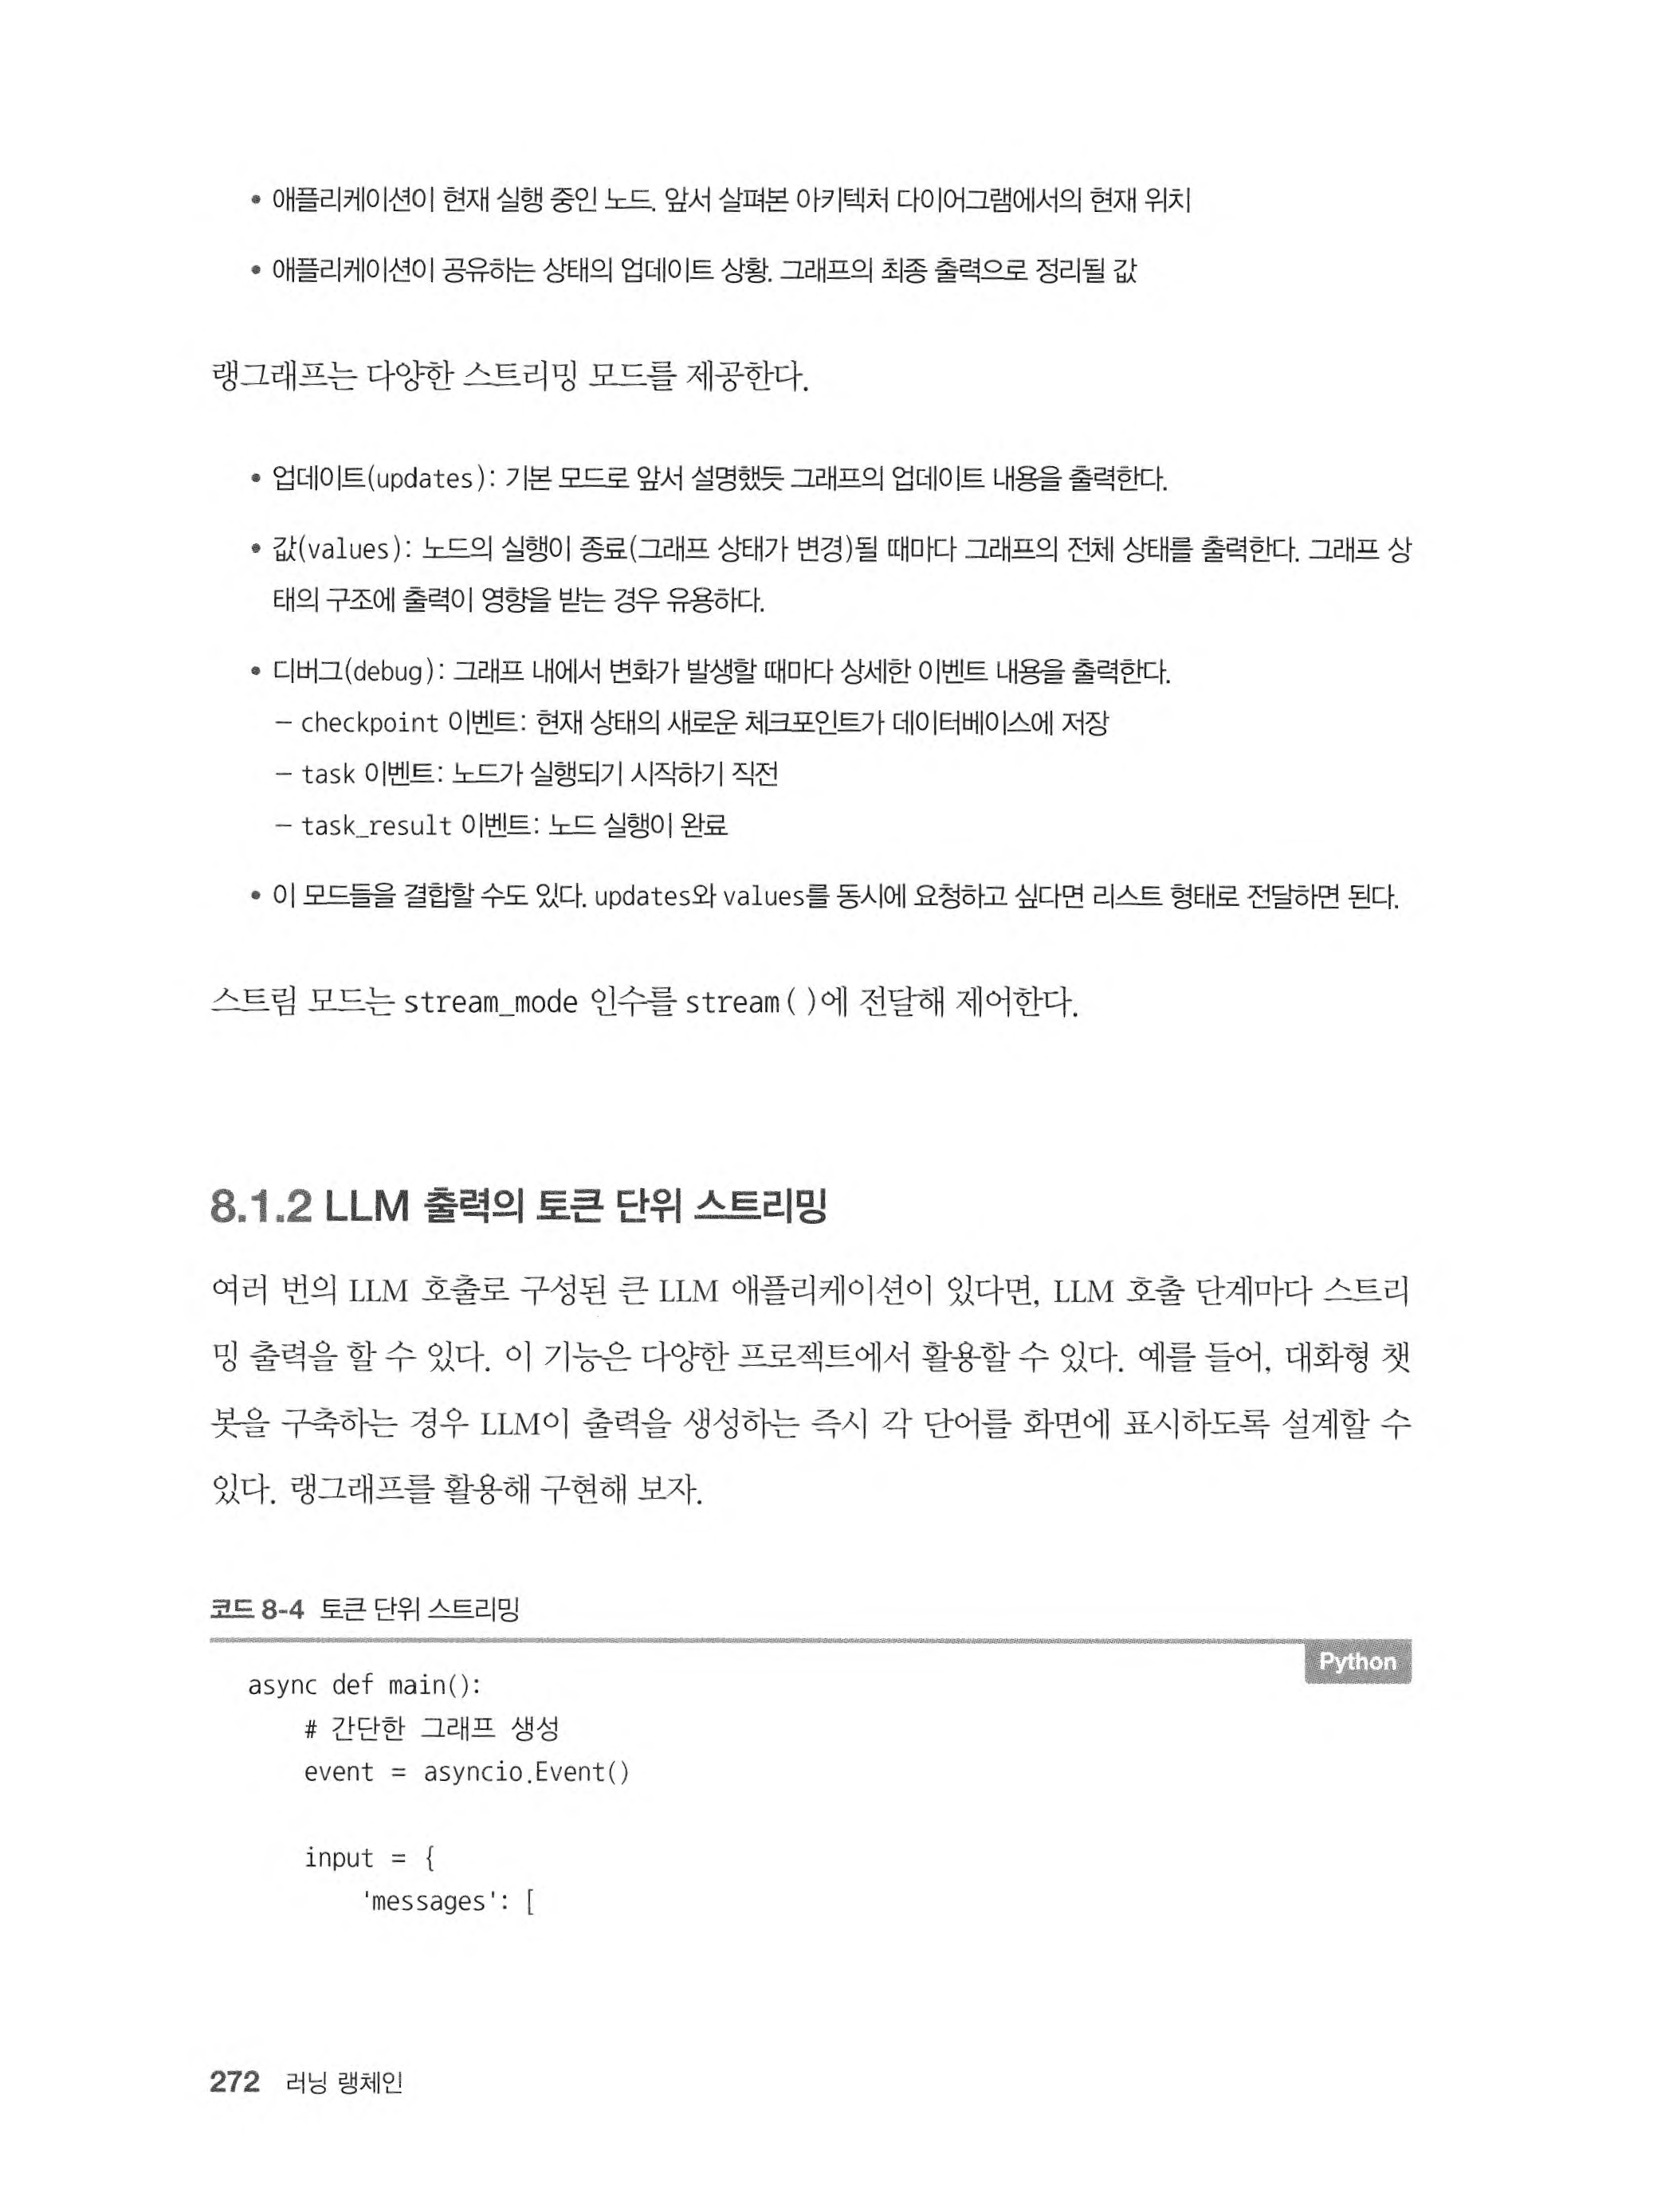 • 애플리케이션이 현재 실행 중인 노드. 앞서 살펴본 아키텍처 다이어그램에서의 현재 위치
• 애플리케이션이 공유하는 상태의 업데이트 상황. 그래프의 최종 출력으로 정리될 값
랭그래프는 다양한 스트리밍 모드를 제공한다.
• 업데이트(updates): 기본 모드로 앞서 설명했듯 그래프의 업데이트 내용을 출력한다.
• 값(values): 노드의 실행이 종료(그래프 상태가 변경)될 때마다 그래프의 전체 상태를 출력한다. 그래프 상
태의 구조에 출력이 영향을 받는 경우 유용하다.
• 디버그(debug): 그래프 내에서 변화가 발생할 때마다 상세한 이벤트 내용을 출력한다.
– checkpoint 이벤트: 현재 상태의 새로운 체크포인트가 데이터베이스에 저장
– task 이벤트: 노드가 실행되기 시작하기 직전
– task_result 이벤트: 노드 실행이 완료
• 이 모드들을 결합할 수도 있다. updates와 values를 동시에 요청하고 싶다면 리스트 형태로 전달하면 된다.
스트림 모드는 stream_mode 인수를 stream( )에 전달해 제어한다.
8.1.2 LLM 출력의 토큰 단위 스트리밍
여러 번의 LLM 호출로 구성된 큰 LLM 애플리케이션이 있다면, LLM 호출 단계마다 스트리
밍 출력을 할 수 있다. 이 기능은 다양한 프로젝트에서 활용할 수 있다. 예를 들어, 대화형 챗
봇을 구축하는 경우 LLM이 출력을 생성하는 즉시 각 단어를 화면에 표시하도록 설계할 수
있다. 랭그래프를 활용해 구현해 보자.
코드 8-4 토큰 단위 스트리밍
Python
async def main():
    # 간단한 그래프 생성
    event = asyncio.Event()
    input = {
        'messages': [
272 러닝 랭체인